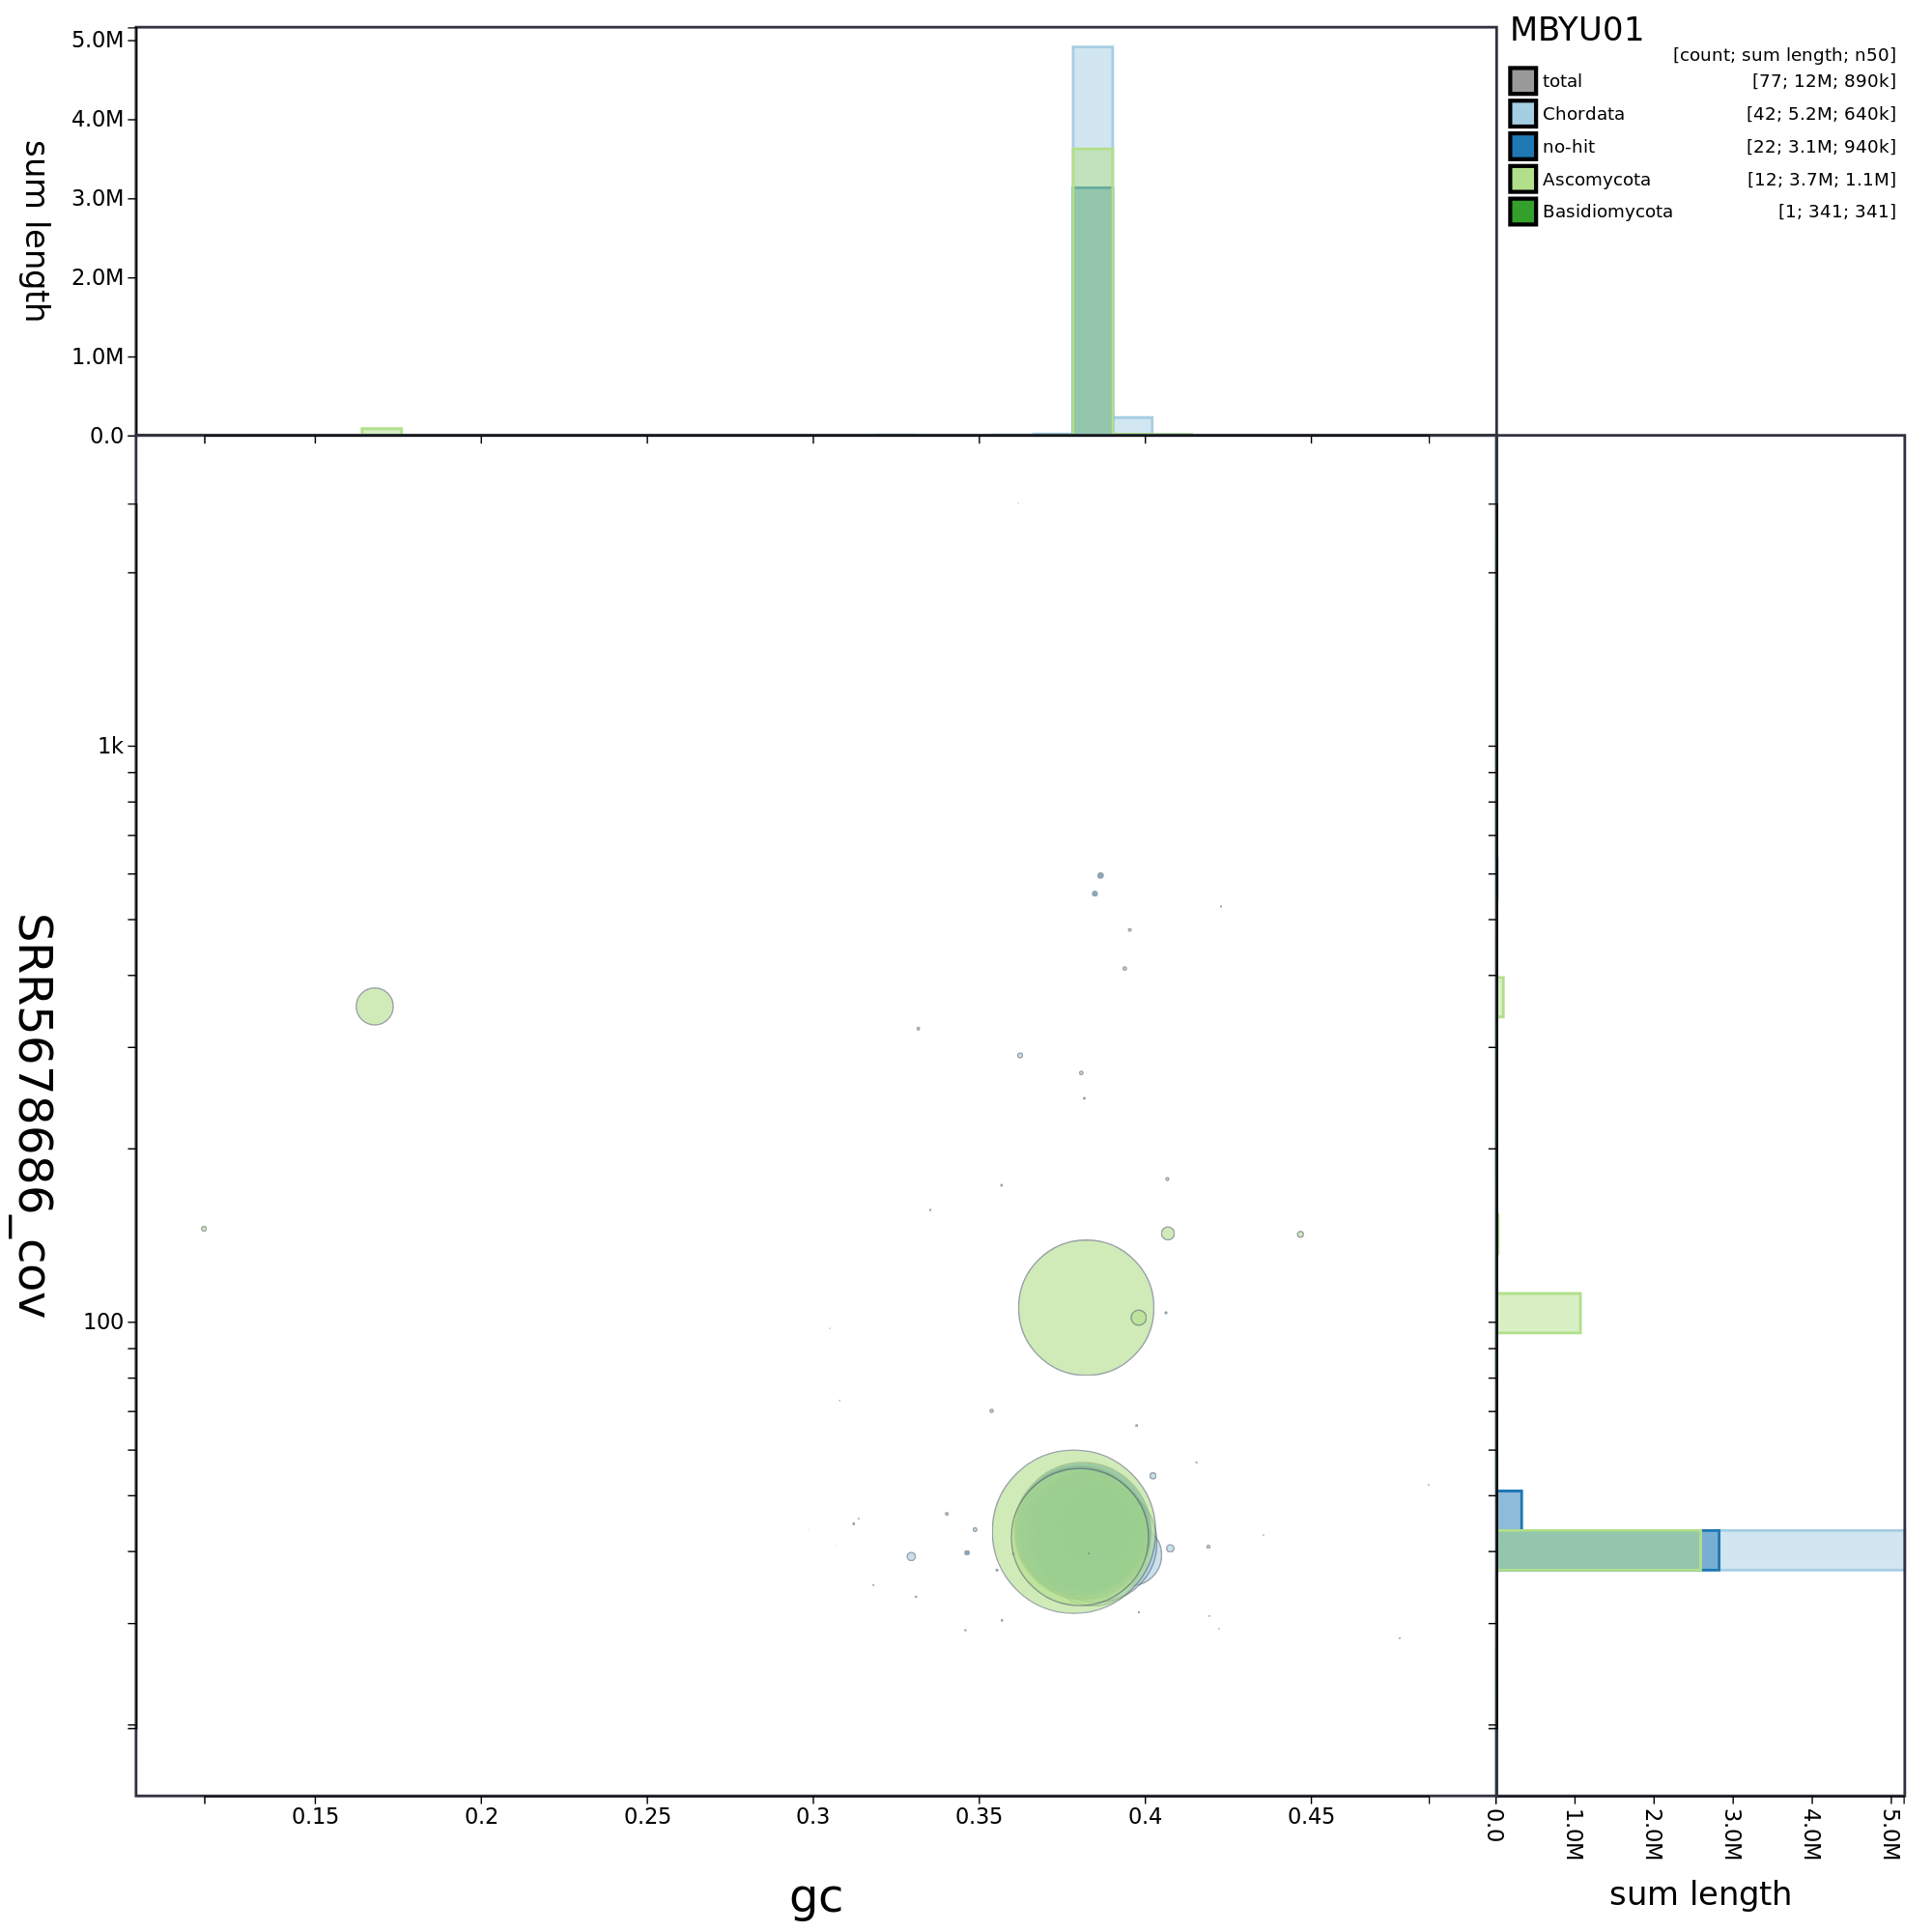 MBYU01
[count; sum length; n50]
total [77; 12M; 890k]
Chordata [42; 5.2M; 640k]
no-hit [22; 3.1M; 940k]
Ascomycota [12; 3.7M; 1.1M]
Basidiomycota [1; 341; 341]
sum length
5.0M
4.0M
3.0M
2.0M
1.0M
0.0
SRR5678686_cov
1k
100
0.15 0.2 0.25 0.3 0.35 0.4 0.45
gc
0.0 1.0M 2.0M 3.0M 4.0M 5.0M
sum length